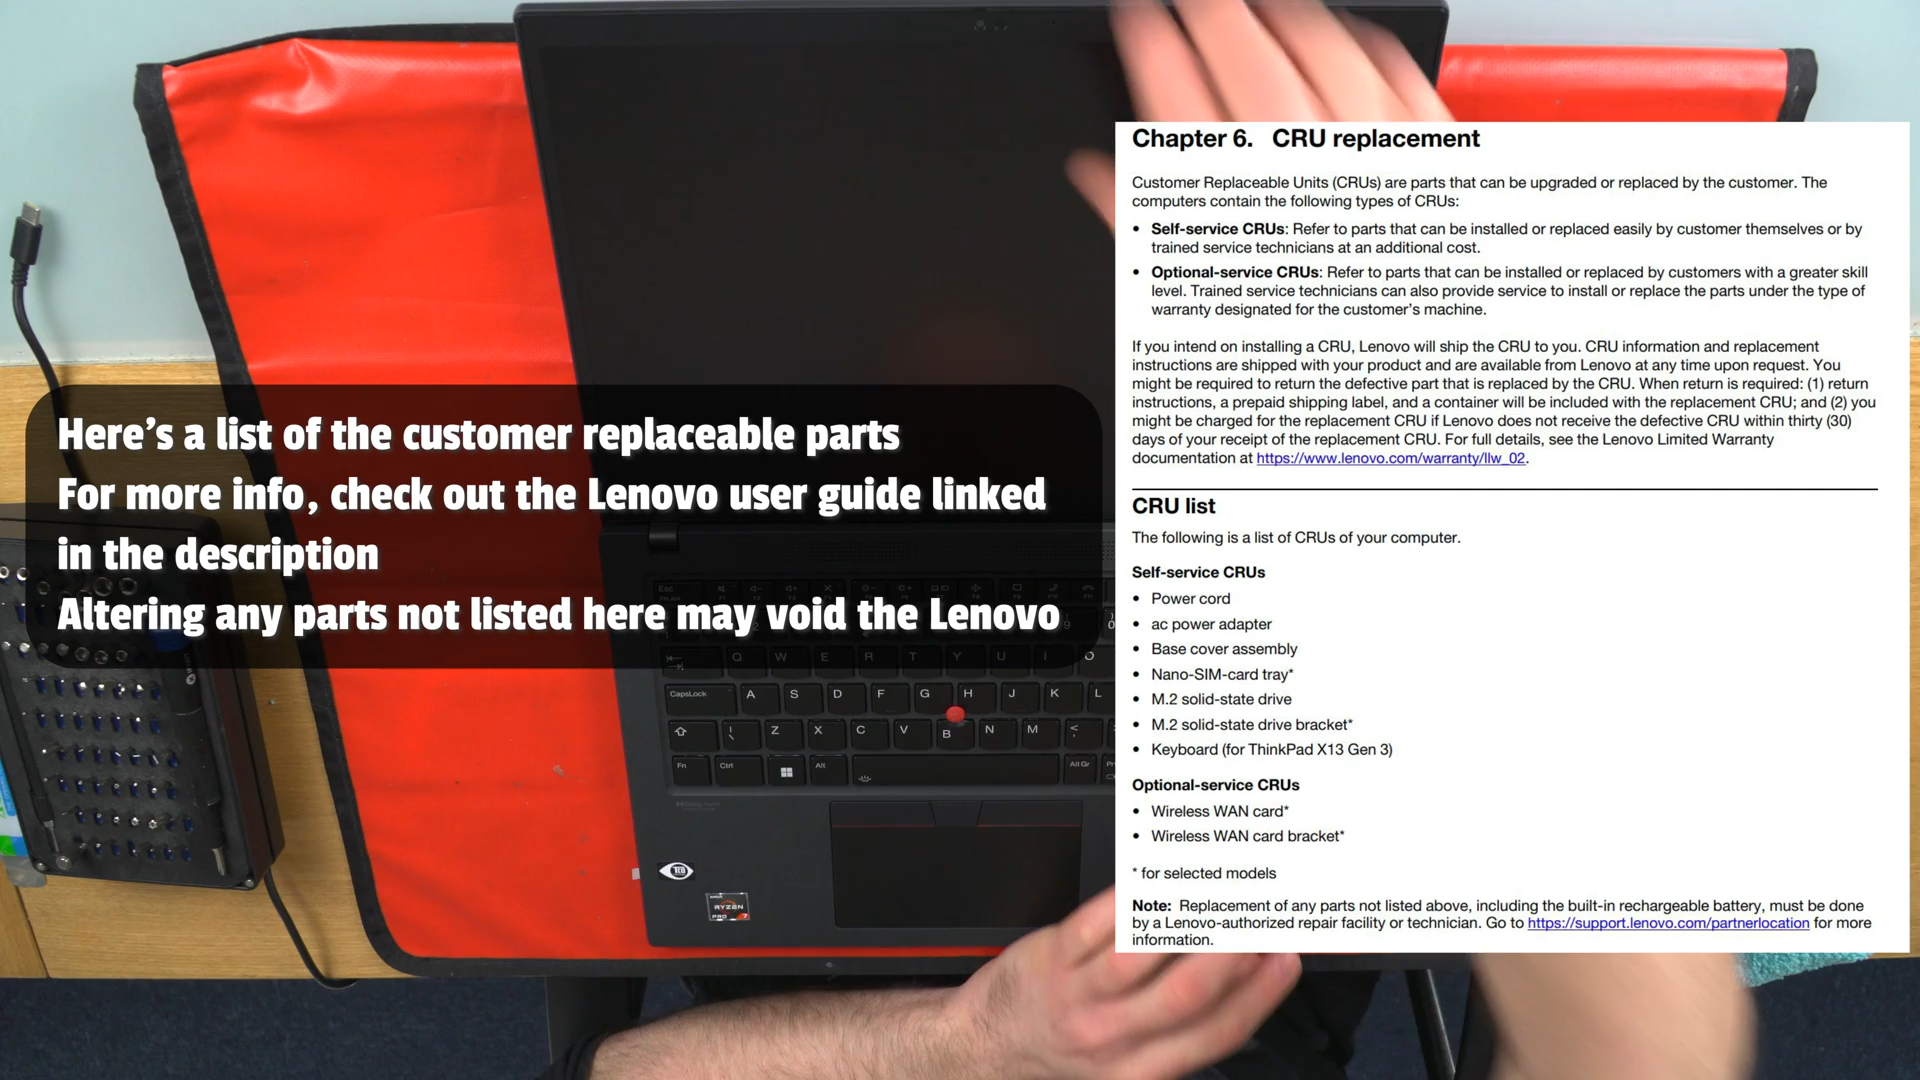 Here's a list of the customer replaceable parts
For more info, check out the Lenovo user guide linked
in the description
Altering any parts not listed here may void the Lenovo
Chapter 6. CRU replacement
Customer Replaceable Units (CRUs) are parts that can be upgraded or replaced by the customer. The
computers contain the following types of CRUs:
• Self-service CRUs: Refer to parts that can be installed or replaced easily by customer themselves or by
trained service technicians at an additional cost.
• Optional-service CRUs: Refer to parts that can be installed or replaced by customers with a greater skill
level. Trained service technicians can also provide service to install or replace the parts under the type of
warranty designated for the customer's machine.
If you intend on installing a CRU, Lenovo will ship the CRU to you. CRU information and replacement
instructions are shipped with your product and are available from Lenovo at any time upon request. You
might be required to return the defective part that is replaced by the CRU. When return is required: (1) return
instructions, a prepaid shipping label, and a container will be included with the replacement CRU; and (2) you
might be charged for the replacement CRU if Lenovo does not receive the defective CRU within thirty (30)
days of your receipt of the replacement CRU. For full details, see the Lenovo Limited Warranty
documentation at https://www.lenovo.com/warranty/llw_02.
CRU list
The following is a list of CRUs of your computer.
Self-service CRUs
• Power cord
• ac power adapter
• Base cover assembly
• Nano-SIM-card tray*
• M.2 solid-state drive
• M.2 solid-state drive bracket*
• Keyboard (for ThinkPad X13 Gen 3)
Optional-service CRUs
• Wireless WAN card*
• Wireless WAN card bracket*
* for selected models
Note: Replacement of any parts not listed above, including the built-in rechargeable battery, must be done
by a Lenovo-authorized repair facility or technician. Go to https://support.lenovo.com/partnerlocation for more
information.
Esc
Q W E R T Y U I O
CapsLock A S D F G H J K L
\ Z X C V B N M <
Fn Ctrl Alt Alt Gr
TCO
AMD
RYZEN
PRO 7